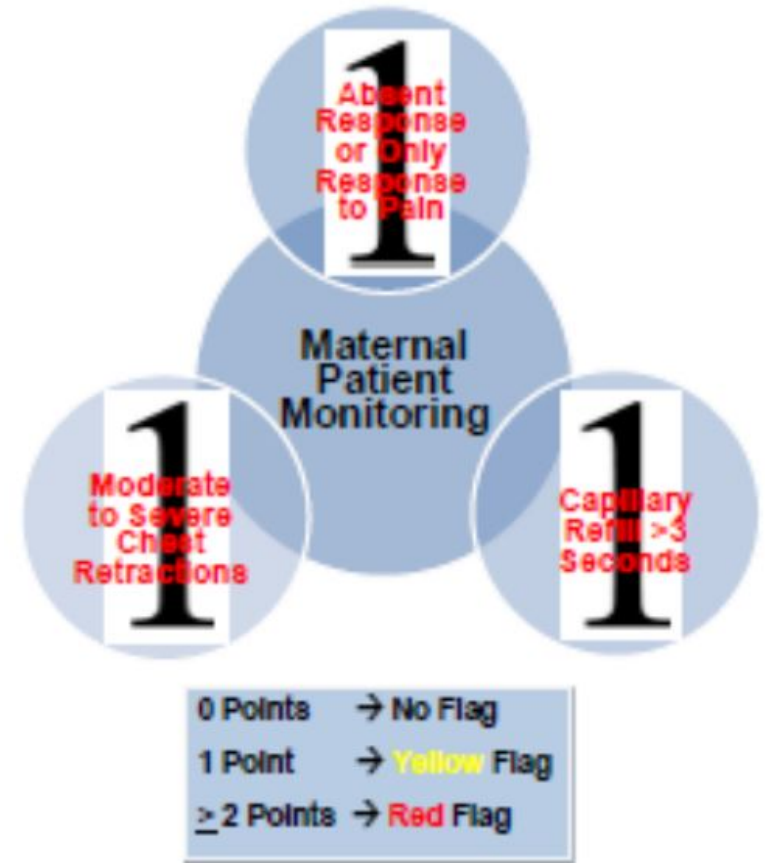 1
Absent
Response
or Only
Response
to Pain
Maternal
Patient
Monitoring
1
Moderate
to Severe
Chest
Retractions
1
Capillary
Refill >3
Seconds
0 Points → No Flag
1 Point → Yellow Flag
≥ 2 Points → Red Flag